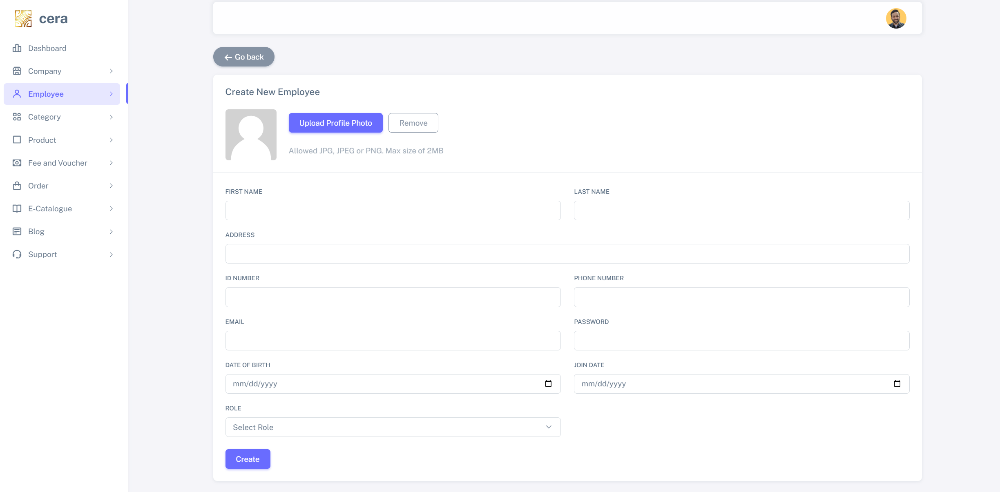 cera
Dashboard
Company
Employee
Category
Product
Fee and Voucher
Order
E-Catalogue
Blog
Support
Go back
Create New Employee
Upload Profile Photo
Remove
Allowed JPG, JPEG or PNG. Max size of 2MB
FIRST NAME
LAST NAME
ADDRESS
ID NUMBER
PHONE NUMBER
EMAIL
PASSWORD
DATE OF BIRTH
JOIN DATE
mm/dd/yyyy
mm/dd/yyyy
ROLE
Select Role
Create